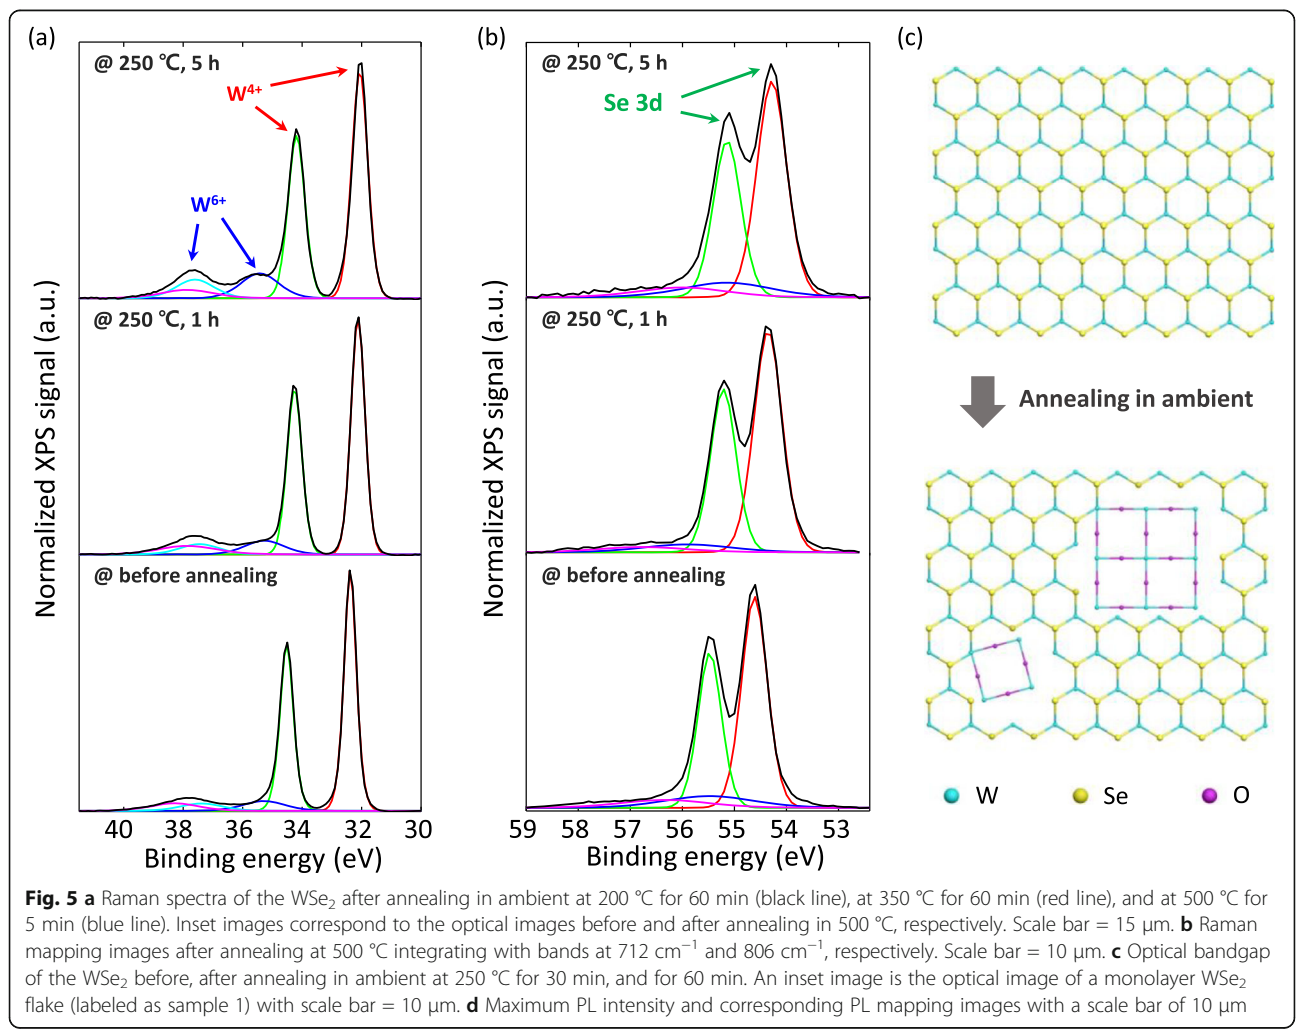 (a)
@ 250 ℃, 5 h
W⁴⁺
W⁶⁺
@ 250 ℃, 1 h
@ before annealing
Normalized XPS signal (a.u.)
40 38 36 34 32 30
Binding energy (eV)
(b)
@ 250 ℃, 5 h
Se 3d
@ 250 ℃, 1 h
@ before annealing
Normalized XPS signal (a.u.)
59 58 57 56 55 54 53
Binding energy (eV)
(c)
Annealing in ambient
W Se O
Fig. 5 a Raman spectra of the WSe₂ after annealing in ambient at 200 °C for 60 min (black line), at 350 °C for 60 min (red line), and at 500 °C for
5 min (blue line). Inset images correspond to the optical images before and after annealing in 500 °C, respectively. Scale bar = 15 μm. b Raman
mapping images after annealing at 500 °C integrating with bands at 712 cm⁻¹ and 806 cm⁻¹, respectively. Scale bar = 10 μm. c Optical bandgap
of the WSe₂ before, after annealing in ambient at 250 °C for 30 min, and for 60 min. An inset image is the optical image of a monolayer WSe₂
flake (labeled as sample 1) with scale bar = 10 μm. d Maximum PL intensity and corresponding PL mapping images with a scale bar of 10 μm